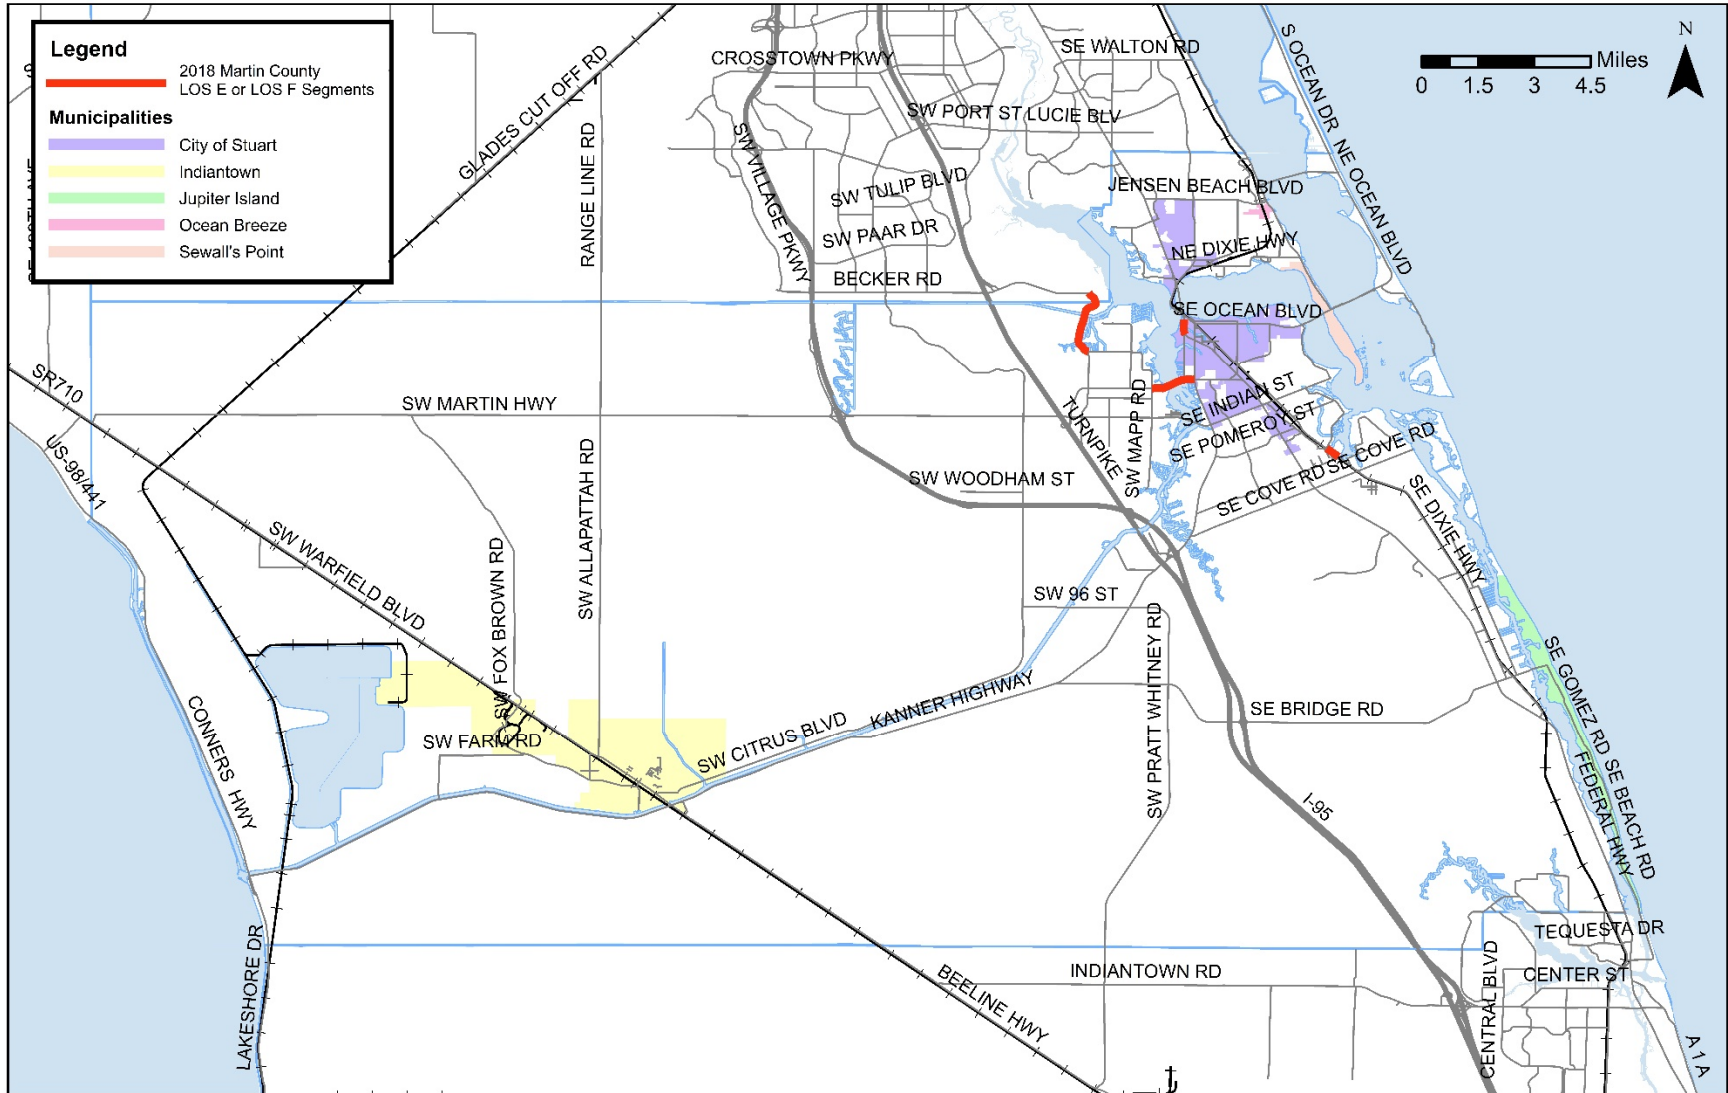 Legend
2018 Martin County
LOS E or LOS F Segments
Municipalities
City of Stuart
Indiantown
Jupiter Island
Ocean Breeze
Sewall's Point
N
Miles
0 1.5 3 4.5
GLADES CUT OFF RD
RANGE LINE RD
CROSSTOWN PKWY
SE WALTON RD
S OCEAN DR
NE OCEAN BLVD
SW PORT ST LUCIE BLV
SW VILLAGE PKWY
SW TULIP BLVD
JENSEN BEACH BLVD
SW PAAR DR
NE DIXIE HWY
BECKER RD
SE OCEAN BLVD
SR710
US-98/441
SW MARTIN HWY
TURNPIKE
SW MAPP RD
SE INDIAN ST
SE POMEROY ST
SE COVE RD
SE COVE RD
SW WOODHAM ST
SE DIXIE HWY
SW ALLAPATTAH RD
SW FOX BROWN RD
SW WARFIELD BLVD
SW 96 ST
SW PRATT WHITNEY RD
CONNERS HWY
SW FARM RD
SW CITRUS BLVD
KANNER HIGHWAY
SE BRIDGE RD
SE GOMEZ RD
SE BEACH RD
FEDERAL HWY
I-95
LAKESHORE DR
TEQUESTA DR
INDIANTOWN RD
CENTER ST
CENTRAL BLVD
BEELINE HWY
A 1 A